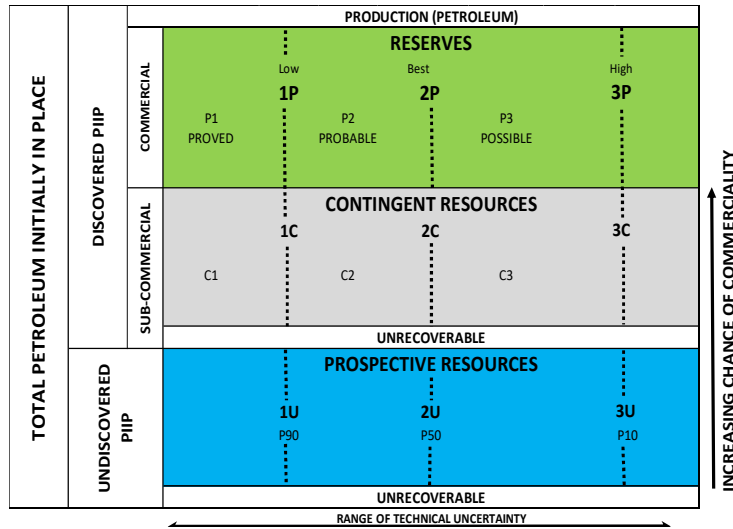 PRODUCTION (PETROLEUM)
RESERVES
Low Best High
1P 2P 3P
P1 P2 P3
PROVED PROBABLE POSSIBLE
CONTINGENT RESOURCES
1C 2C 3C
C1 C2 C3
UNRECOVERABLE
PROSPECTIVE RESOURCES
1U 2U 3U
P90 P50 P10
UNRECOVERABLE
RANGE OF TECHNICAL UNCERTAINTY
TOTAL PETROLEUM INITIALLY IN PLACE
DISCOVERED PIIP
UNDISCOVERED
PIIP
COMMERCIAL
SUB-COMMERCIAL
INCREASING CHANCE OF COMMERCIALITY